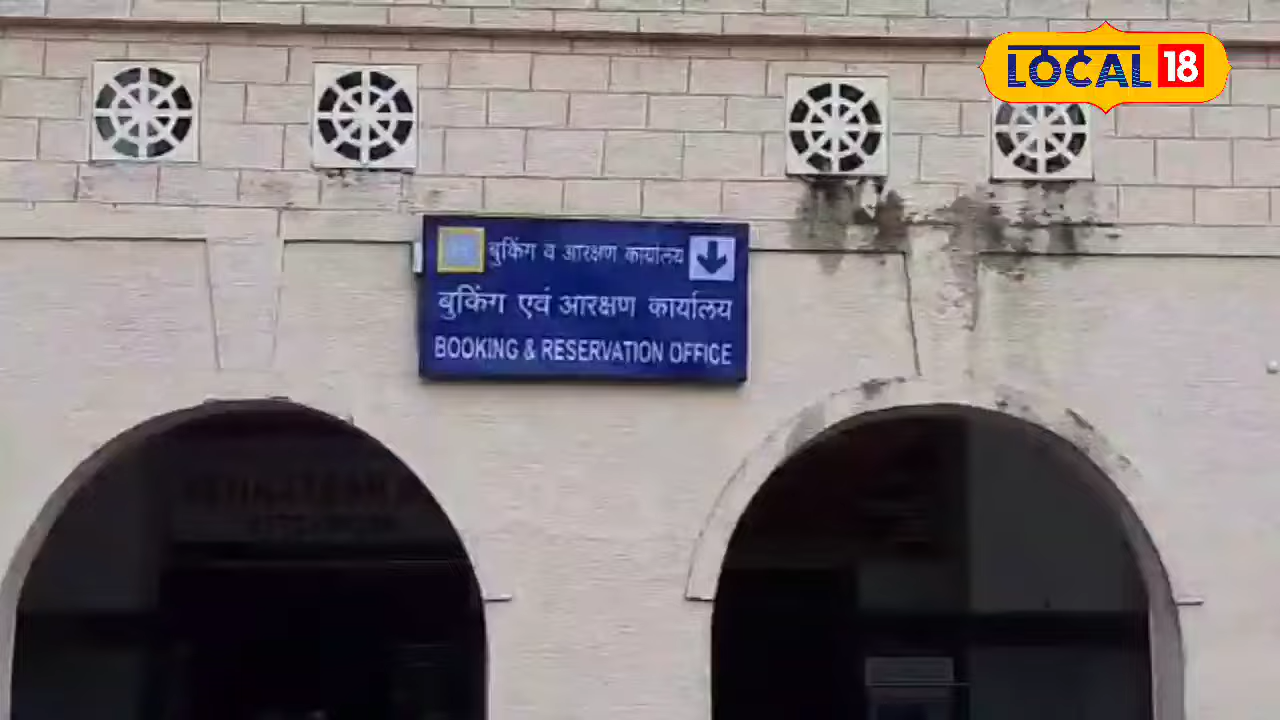 LOCAL 18
बुकिंग व आरक्षण कार्यालय
बुकिंग एवं आरक्षण कार्यालय
BOOKING & RESERVATION OFFICE